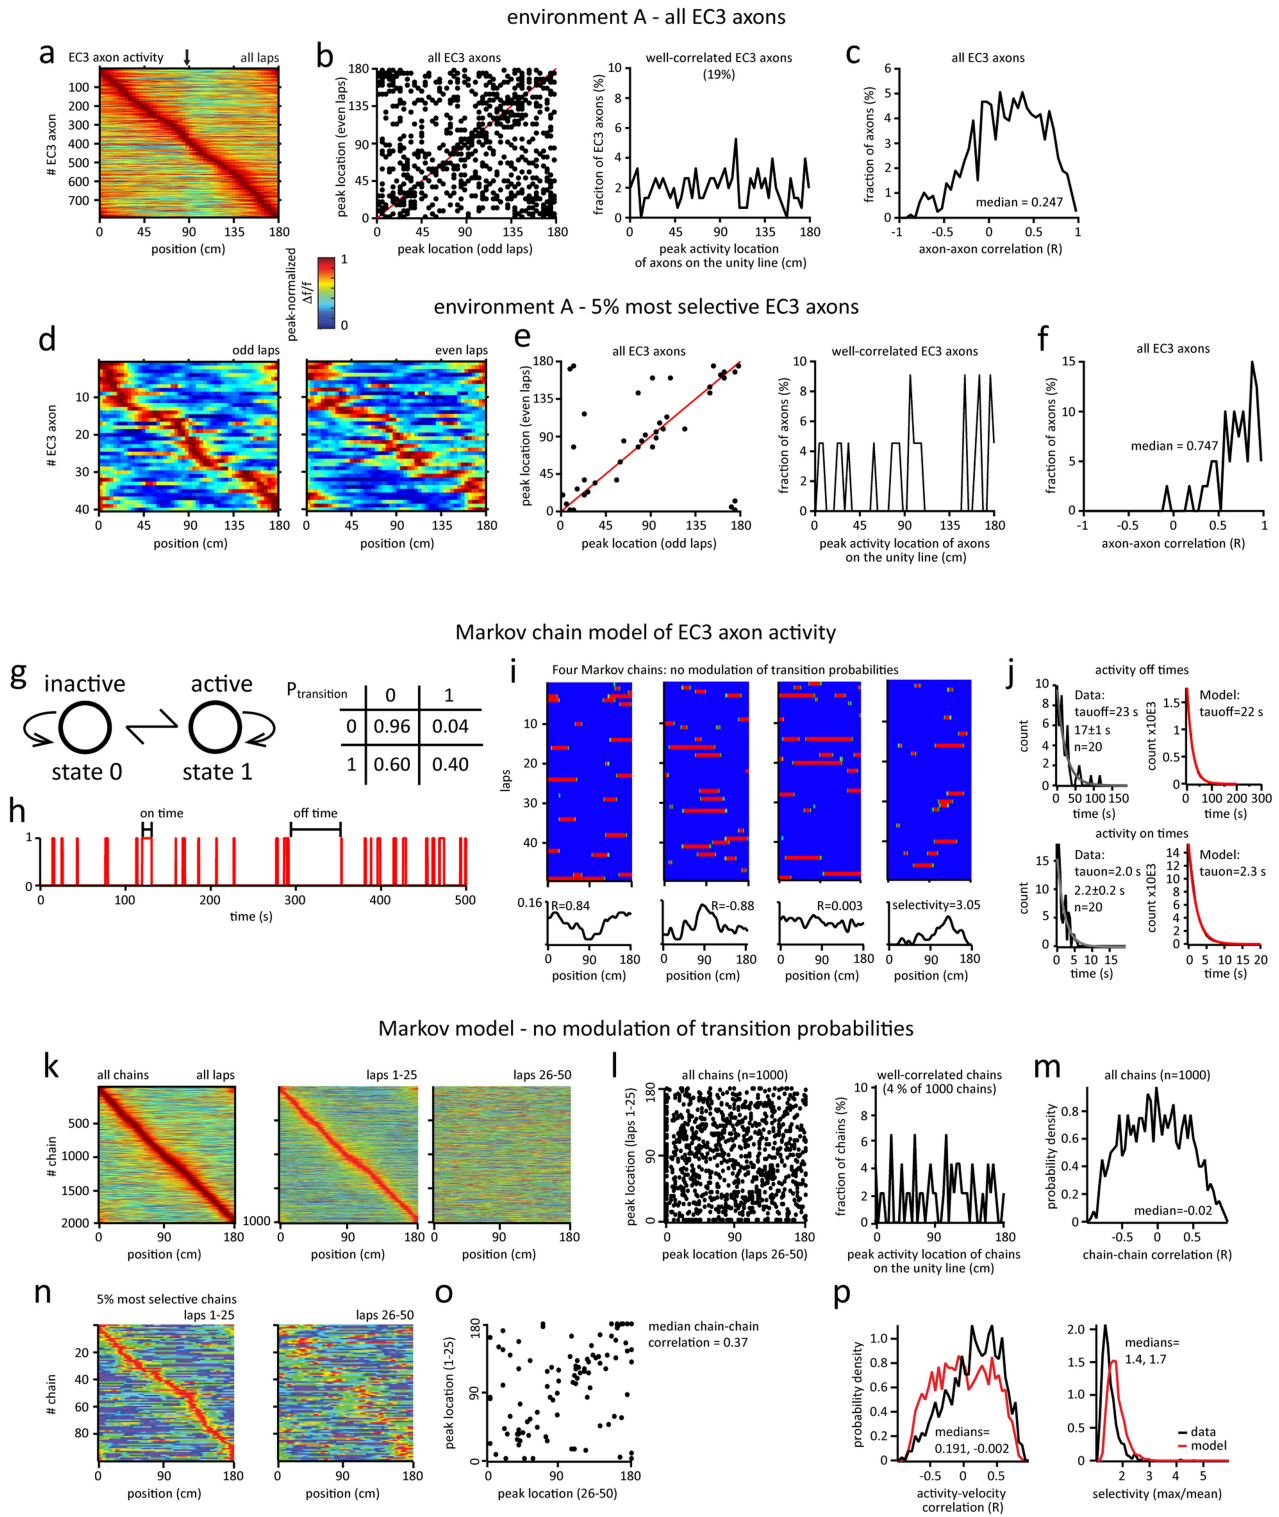 environment A - all EC3 axons
a
EC3 axon activity
all laps
# EC3 axon
100
200
300
400
500
600
700
0 45 90 135 180
position (cm)
b
all EC3 axons
peak location (even laps)
180
135
90
45
0
0 45 90 135 180
peak location (odd laps)
well-correlated EC3 axons
(19%)
fraciton of EC3 axons (%)
10
8
6
4
2
0
0 45 90 135 180
peak activity location
of axons on the unity line (cm)
c
all EC3 axons
fraction of axons (%)
6
5
4
3
2
1
0
median = 0.247
-1 -0.5 0 0.5 1
axon-axon correlation (R)
peak-normalized
Δf/f
1
0
environment A - 5% most selective EC3 axons
d
odd laps
# EC3 axon
10
20
30
40
0 45 90 135 180
position (cm)
even laps
0 45 90 135 180
position (cm)
e
all EC3 axons
peak location (even laps)
180
135
90
45
0
0 45 90 135 180
peak location (odd laps)
well-correlated EC3 axons
fraction of axons (%)
10
8
6
4
2
0
0 45 90 135 180
peak activity location of axons
on the unity line (cm)
f
all EC3 axons
fraction of axons (%)
15
10
5
0
median = 0.747
-1 -0.5 0 0.5 1
axon-axon correlation (R)
Markov chain model of EC3 axon activity
g
inactive active
state 0 state 1
Ptransition 0 1
0 0.96 0.04
1 0.60 0.40
h
on time
off time
1
0
0 100 200 300 400 500
time (s)
i
Four Markov chains: no modulation of transition probabilities
laps
10
20
30
40
0.16
R=0.84
R=-0.88
R=0.003
selectivity=3.05
0 90 180
position (cm)
0 90 180
position (cm)
0 90 180
position (cm)
0 90 180
position (cm)
j
activity off times
count
10
8
6
4
2
0
Data:
tauoff=23 s
17±1 s
n=20
0 50 100 150
time (s)
count x10E3
1.5
1.0
0.5
0
Model:
tauoff=22 s
0 100 200 300
time (s)
activity on times
count
15
10
5
0
Data:
tauon=2.0 s
2.2±0.2 s
n=20
0 5 10 15
time (s)
count x10E3
14
12
10
8
6
4
2
0
Model:
tauon=2.3 s
0 5 10 15 20
time (s)
Markov model - no modulation of transition probabilities
k
all chains
all laps
# chain
500
1000
1500
2000
0 90 180
position (cm)
laps 1-25
1000
0 90 180
position (cm)
laps 26-50
0 90 180
position (cm)
l
all chains (n=1000)
peak location (laps 1-25)
180
90
0
0 90 180
peak location (laps 26-50)
well-correlated chains
(4 % of 1000 chains)
fraction of chains (%)
10
8
6
4
2
0
0 90 180
peak activity location of chains
on the unity line (cm)
m
all chains (n=1000)
probability density
0.8
0.6
0.4
0.2
0
median=-0.02
-0.5 0 0.5
chain-chain correlation (R)
n
5% most selective chains
laps 1-25
# chain
20
40
60
80
0 90 180
position (cm)
laps 26-50
0 90 180
position (cm)
o
peak location (1-25)
180
90
0
0 90 180
peak location (26-50)
median chain-chain
correlation = 0.37
p
probability density
1.0
0.8
0.6
0.4
0.2
0
medians=
0.191, -0.002
-0.5 0 0.5
activity-velocity
correlation (R)
2.0
1.5
1.0
0.5
0
medians=
1.4, 1.7
data
model
2 3 4 5
selectivity (max/mean)